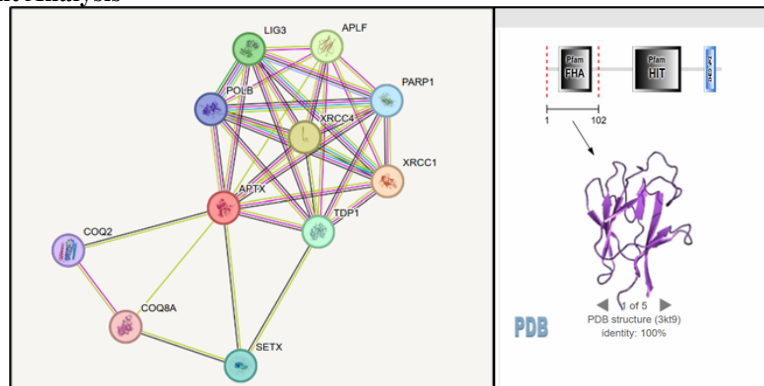 LIG3
APLF
POLB
PARP1
XRCC4
XRCC1
APTX
TDP1
COQ2
COQ8A
SETX
Pfam
FHA
Pfam
HIT
1
102
1 of 5
PDB structure (3kt9)
identity: 100%
PDB